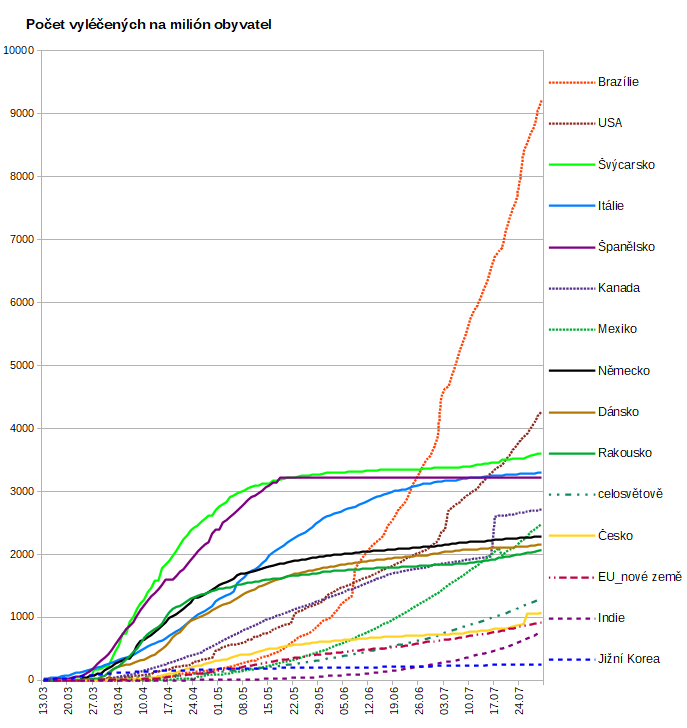 Počet vyléčených na milión obyvatel
10000
9000
8000
7000
6000
5000
4000
3000
2000
1000
0
13.03
20.03
27.03
03.04
10.04
17.04
24.04
01.05
08.05
15.05
22.05
29.05
05.06
12.06
19.06
26.06
03.07
10.07
17.07
24.07
Brazílie
USA
Švýcarsko
Itálie
Španělsko
Kanada
Mexiko
Německo
Dánsko
Rakousko
celosvětově
Česko
EU_nové země
Indie
Jižní Korea